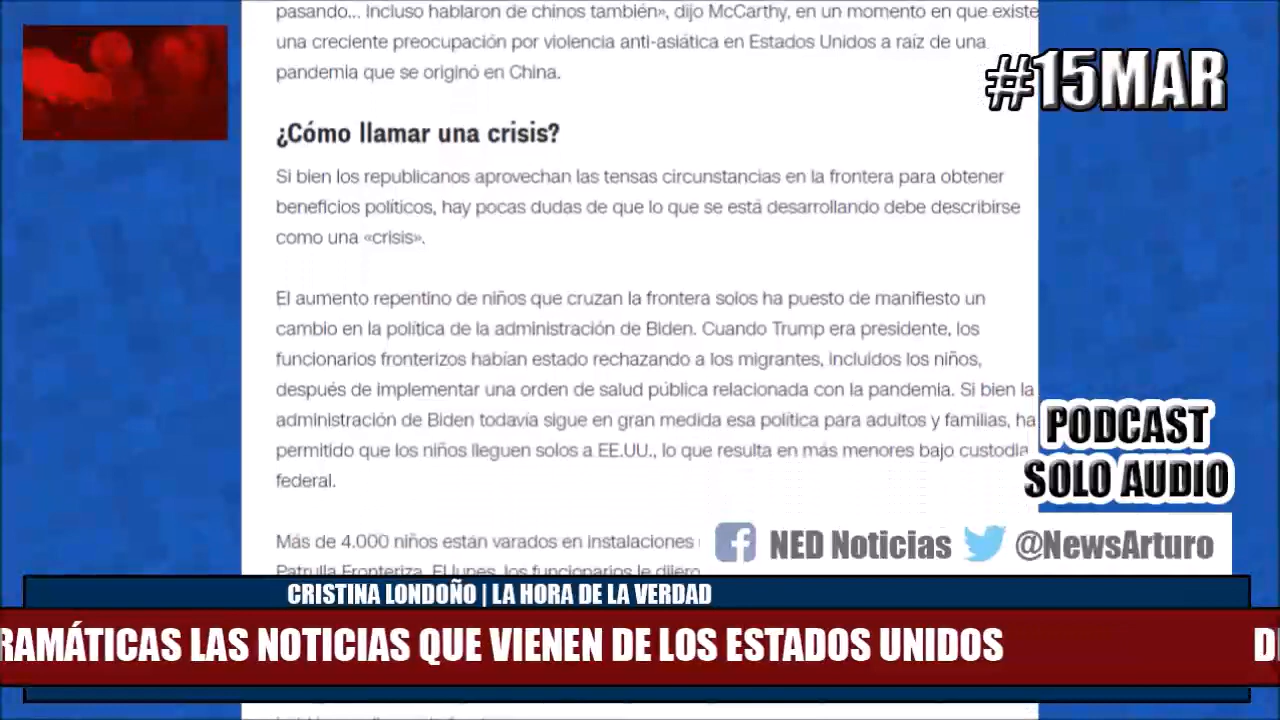 pasando... Incluso hablaron de chinos también», dijo McCarthy, en un momento en que existe
una creciente preocupación por violencia anti-asiática en Estados Unidos a raíz de una
pandemia que se originó en China.
#15MAR
¿Cómo llamar una crisis?
Si bien los republicanos aprovechan las tensas circunstancias en la frontera para obtener
beneficios políticos, hay pocas dudas de que lo que se está desarrollando debe describirse
como una «crisis».
El aumento repentino de niños que cruzan la frontera solos ha puesto de manifiesto un
cambio en la política de la administración de Biden. Cuando Trump era presidente, los
funcionarios fronterizos habían estado rechazando a los migrantes, incluidos los niños,
después de implementar una orden de salud pública relacionada con la pandemia. Si bien la
administración de Biden todavía sigue en gran medida esa política para adultos y familias, ha
permitido que los niños lleguen solos a EE.UU., lo que resulta en más menores bajo custodia
federal.
PODCAST
SOLO AUDIO
Más de 4.000 niños están varados en instalaciones
NED Noticias @NewsArturo
Patrulla Fronteriza. El lunes, los funcionarios le dijero
CRISTINA LONDOÑO | LA HORA DE LA VERDAD
RAMÁTICAS LAS NOTICIAS QUE VIENEN DE LOS ESTADOS UNIDOS